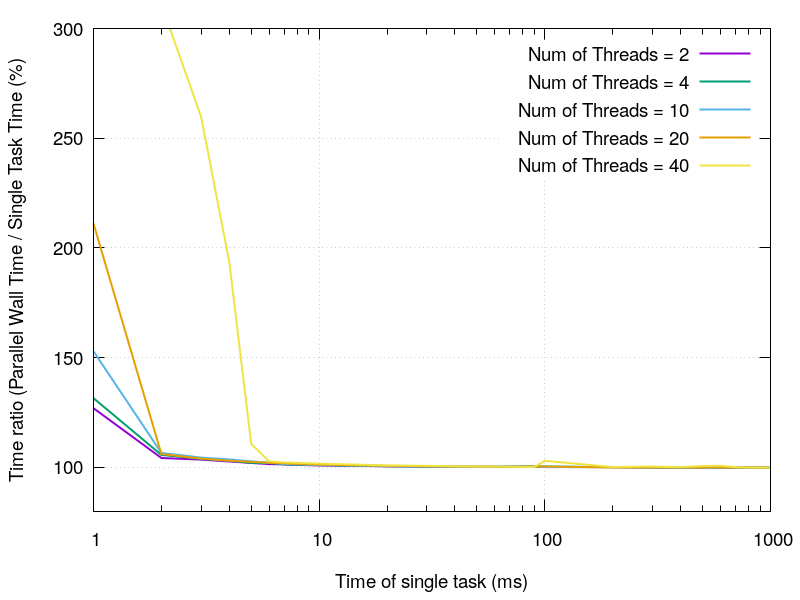 Time ratio (Parallel Wall Time / Single Task Time (%)
300
250
200
150
100
Num of Threads = 2
Num of Threads = 4
Num of Threads = 10
Num of Threads = 20
Num of Threads = 40
1
10
100
1000
Time of single task (ms)